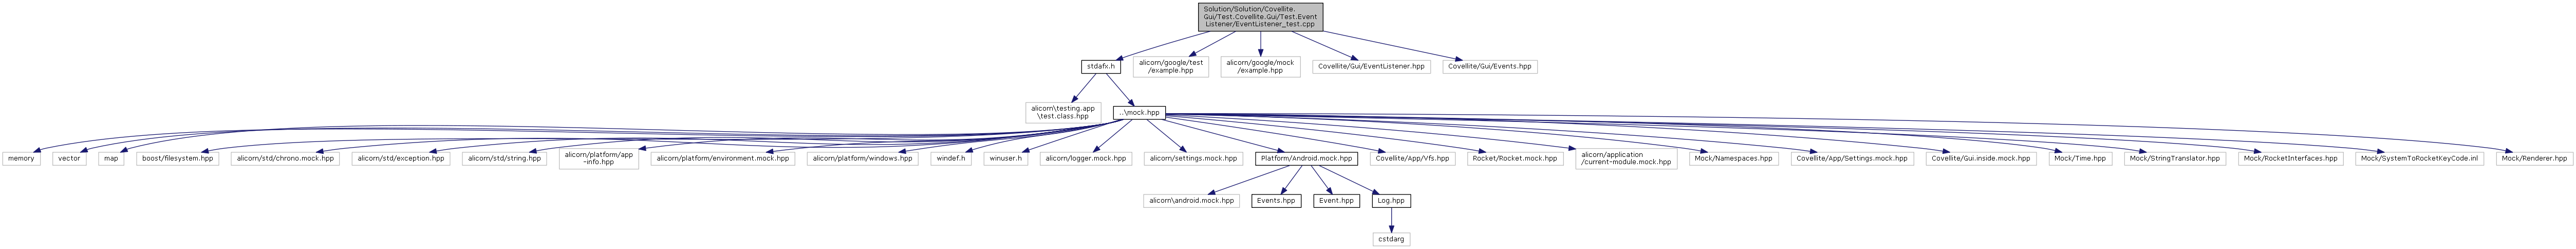 Solution/Solution/Covellite.
Gui/Test.Covellite.Gui/Test.Event
Listener/EventListener_test.cpp
stdafx.h
alicorn/google/test
/example.hpp
alicorn/google/mock
/example.hpp
Covellite/Gui/EventListener.hpp
Covellite/Gui/Events.hpp
alicorn\testing.app
\test.class.hpp
..\mock.hpp
memory
vector
map
boost/filesystem.hpp
alicorn/std/chrono.mock.hpp
alicorn/std/exception.hpp
alicorn/std/string.hpp
alicorn/platform/app
-info.hpp
alicorn/platform/environment.mock.hpp
alicorn/platform/windows.hpp
windef.h
winuser.h
alicorn/logger.mock.hpp
alicorn/settings.mock.hpp
Platform/Android.mock.hpp
Covellite/App/Vfs.hpp
Rocket/Rocket.mock.hpp
alicorn/application
/current-module.mock.hpp
Mock/Namespaces.hpp
Covellite/App/Settings.mock.hpp
Covellite/Gui.inside.mock.hpp
Mock/Time.hpp
Mock/StringTranslator.hpp
Mock/RocketInterfaces.hpp
Mock/SystemToRocketKeyCode.inl
Mock/Renderer.hpp
alicorn\android.mock.hpp
Events.hpp
Event.hpp
Log.hpp
cstdarg